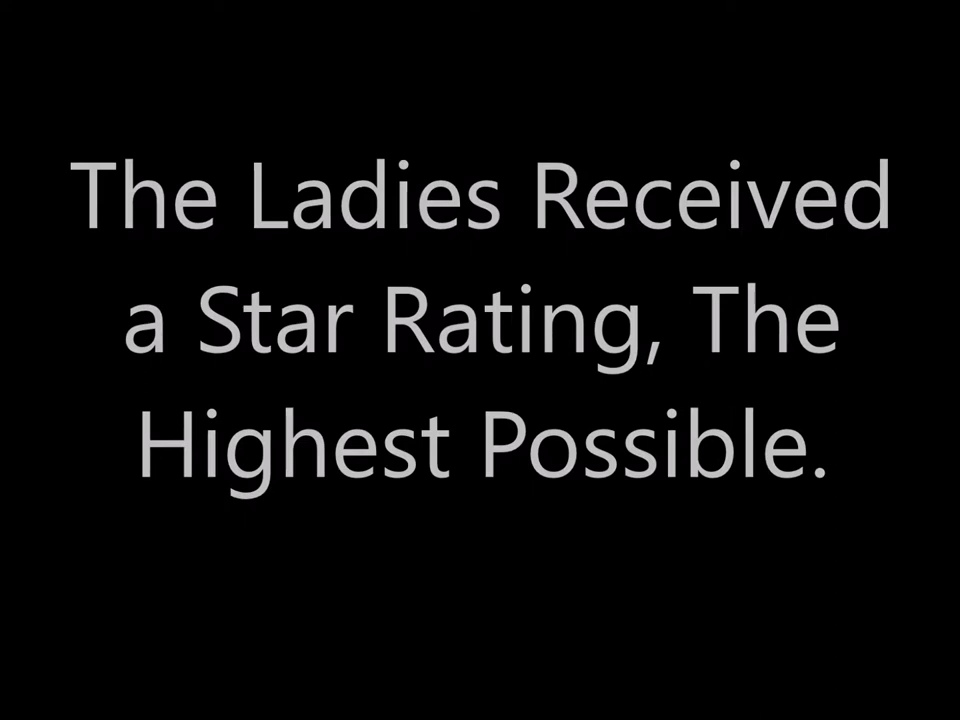 The Ladies Received
a Star Rating, The
Highest Possible.